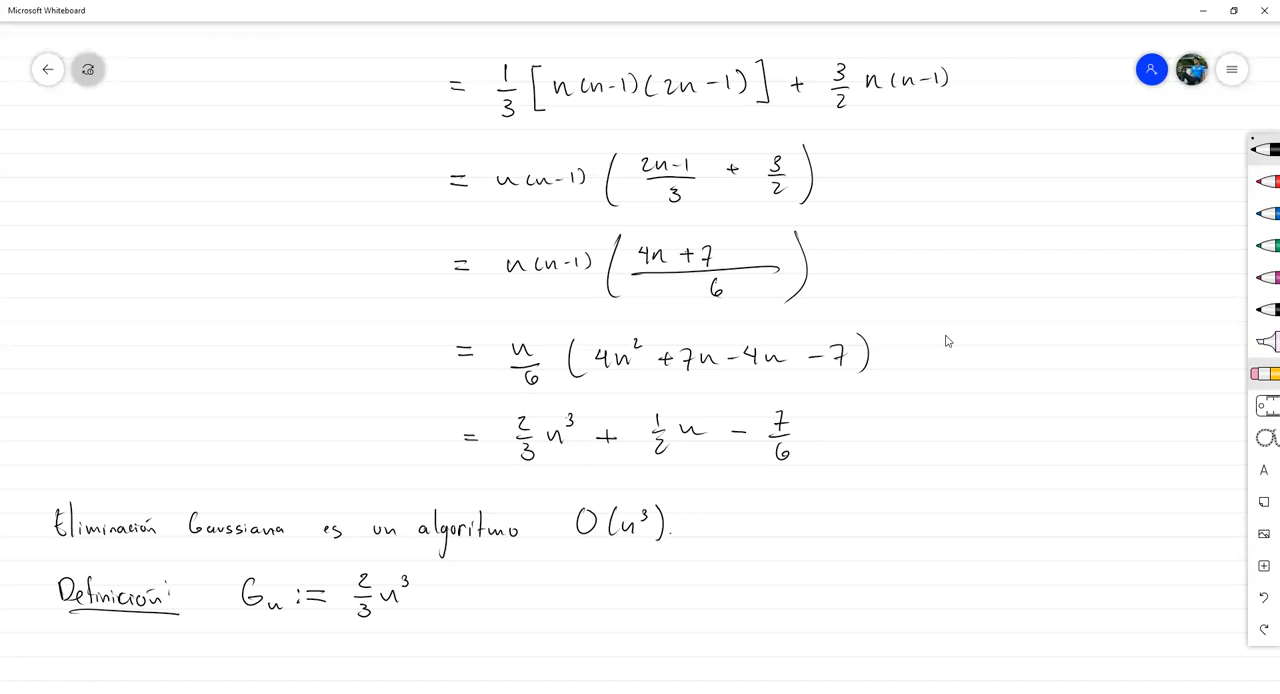 Microsoft Whiteboard
= 1/3 [n(n-1)(2n-1)] + 3/2 n(n-1)
= n(n-1) ( (2n-1)/3 + 3/2 )
= n(n-1) ( (4n+7)/6 )
= n/6 (4n² + 7n - 4n - 7)
= 2/3 n³ + 1/2 n - 7/6
Eliminación Gaussiana es un algoritmo O(n³).
Definición: Gₙ := 2/3 n³
A